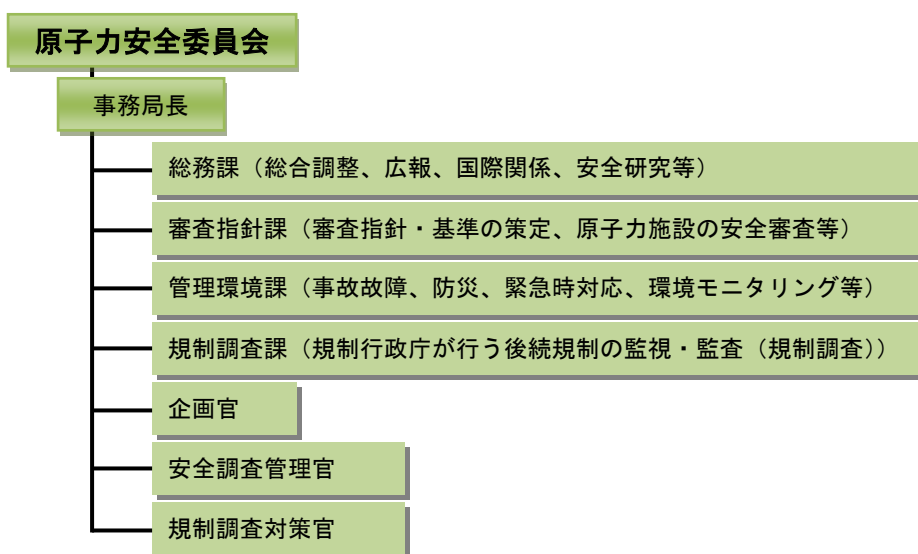 原子力安全委員会
事務局長
総務課（総合調整、広報、国際関係、安全研究等）
審査指針課（審査指針・基準の策定、原子力施設の安全審査等）
管理環境課（事故故障、防災、緊急時対応、環境モニタリング等）
規制調査課（規制行政庁が行う後続規制の監視・監査（規制調査））
企画官
安全調査管理官
規制調査対策官